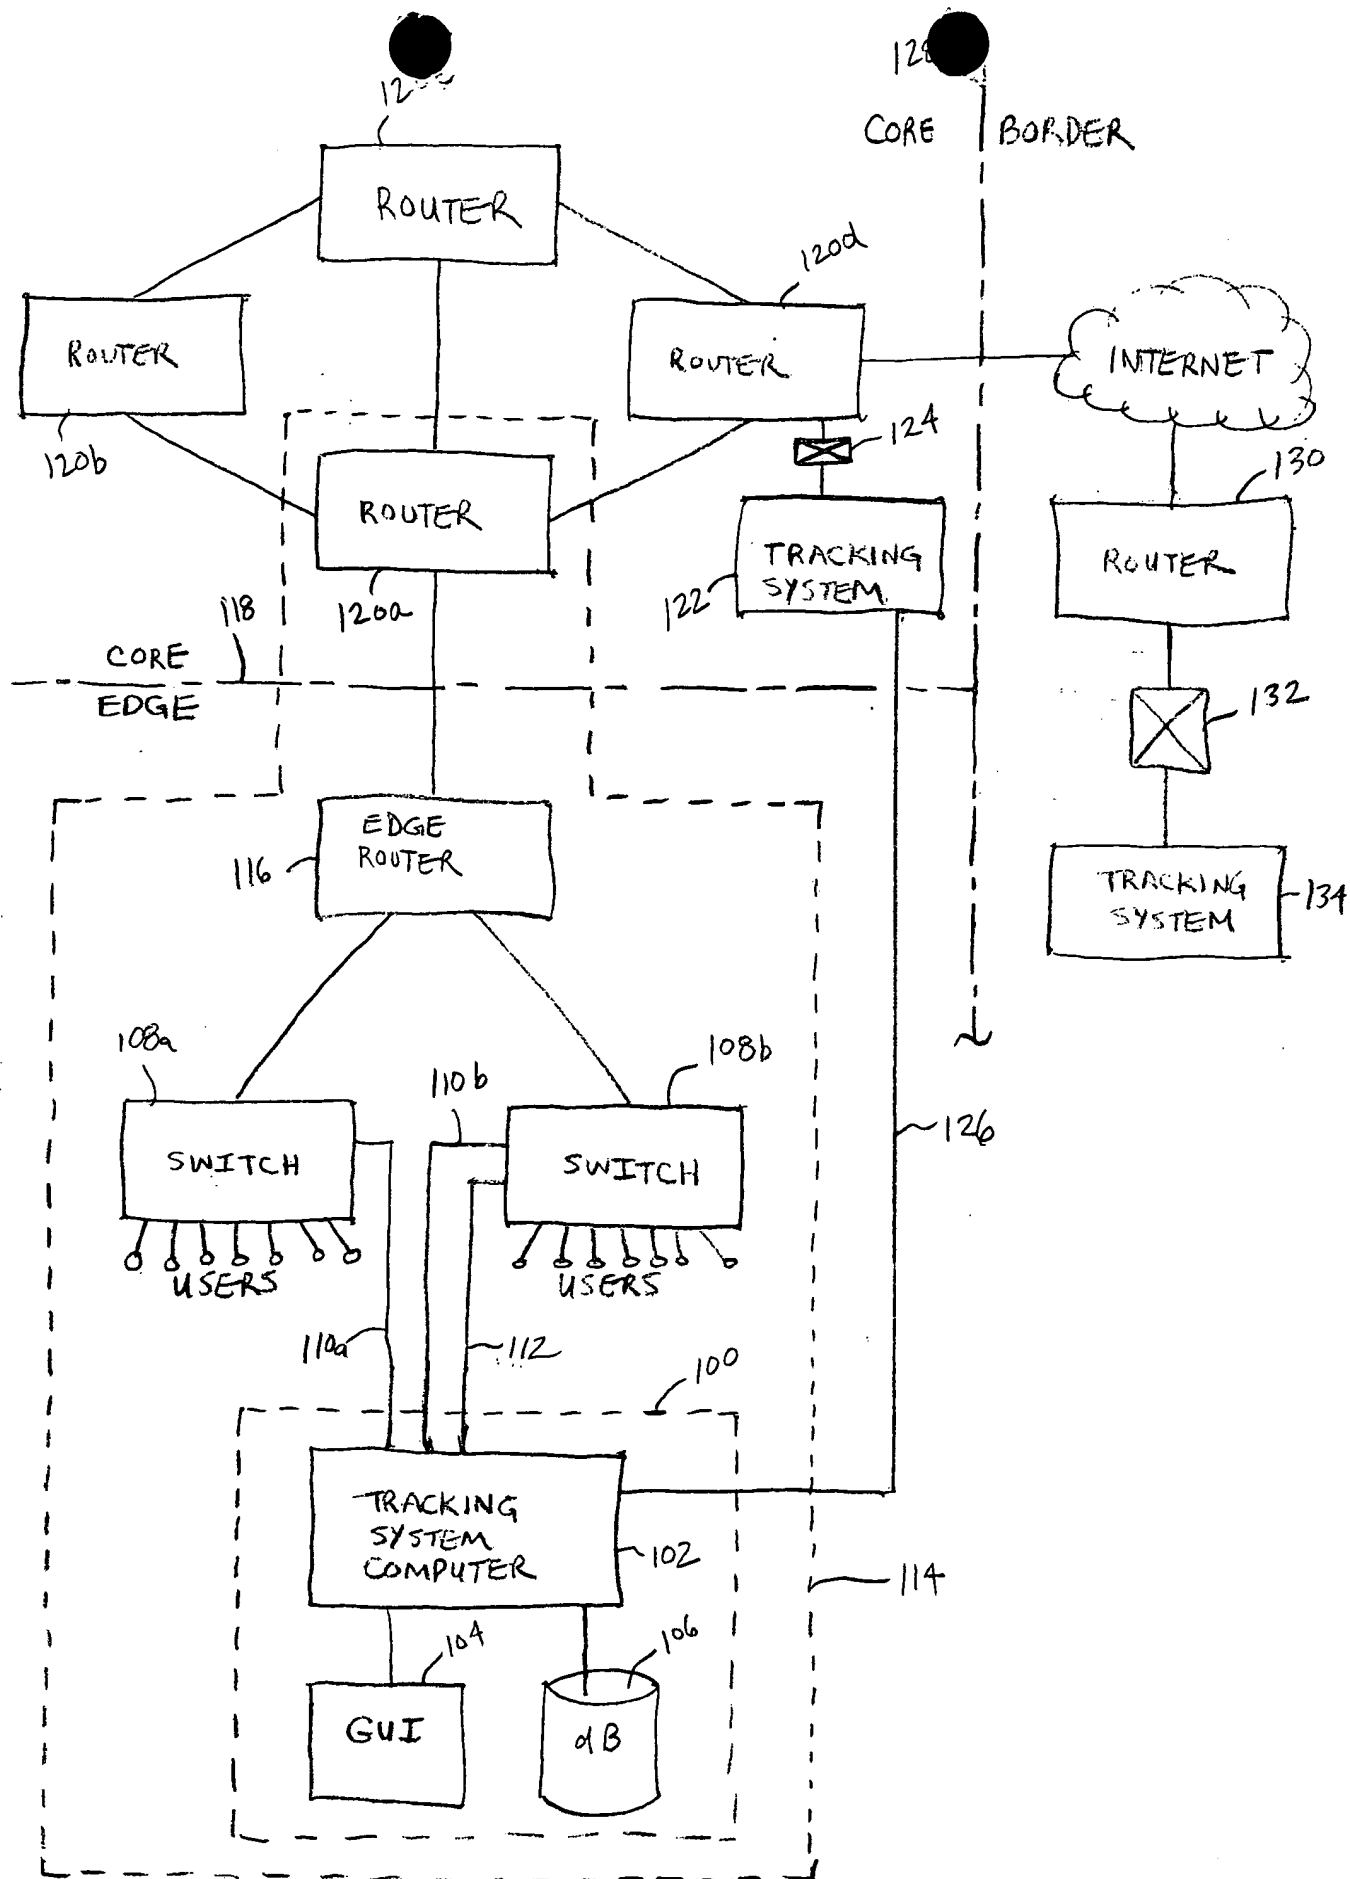 CORE
BORDER
ROUTER
120d
ROUTER
ROUTER
INTERNET
124
120b
130
ROUTER
TRACKING
SYSTEM
ROUTER
118
120a
122
CORE
EDGE
132
EDGE
ROUTER
116
TRACKING
SYSTEM
134
108a
110b
108b
126
SWITCH
SWITCH
USERS
USERS
110a
112
100
TRACKING
SYSTEM
COMPUTER
102
114
104
106
GUI
dB